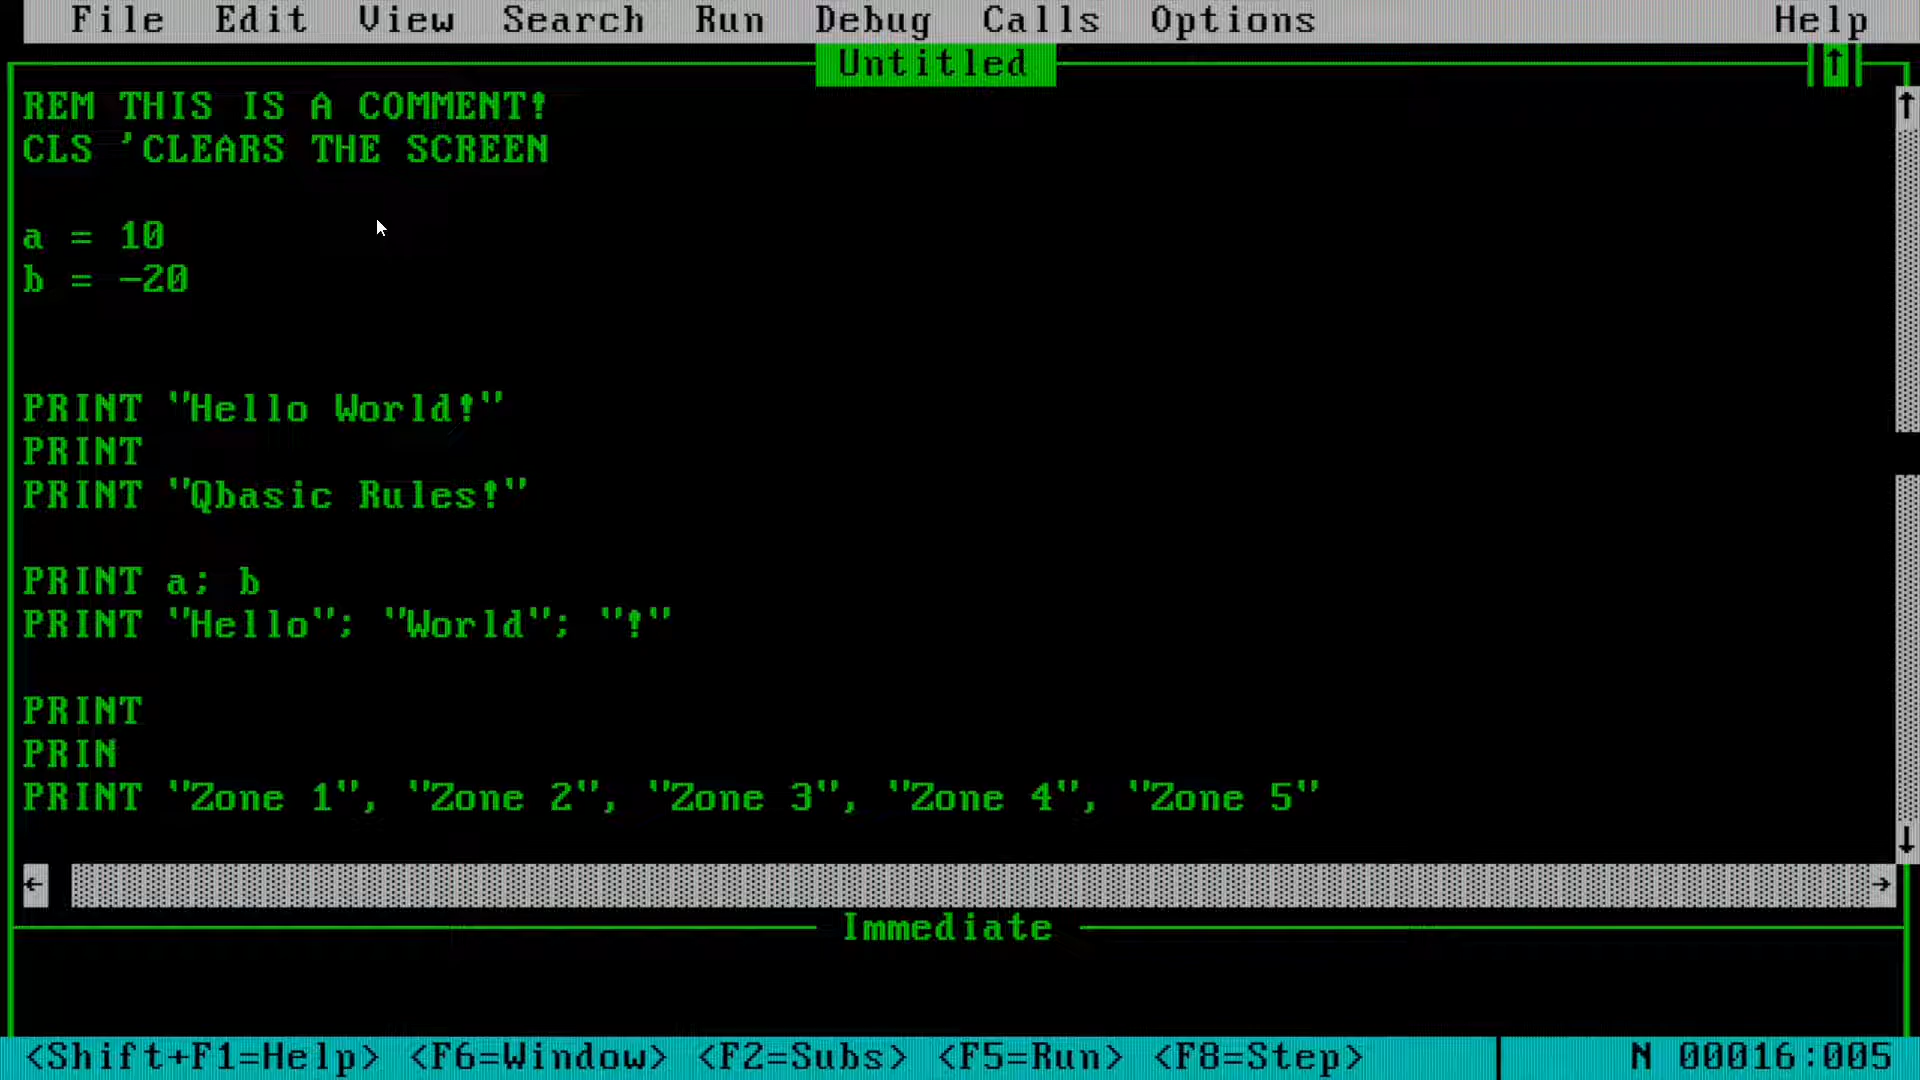 File Edit View Search Run Debug Calls Options Help
Untitled
REM THIS IS A COMMENT!
CLS 'CLEARS THE SCREEN
a = 10
b = -20
PRINT "Hello World!"
PRINT
PRINT "Qbasic Rules!"
PRINT a; b
PRINT "Hello"; "World"; "!"
PRINT
PRIN
PRINT "Zone 1", "Zone 2", "Zone 3", "Zone 4", "Zone 5"
Immediate
<Shift+F1=Help> <F6=Window> <F2=Subs> <F5=Run> <F8=Step> N 00016:005